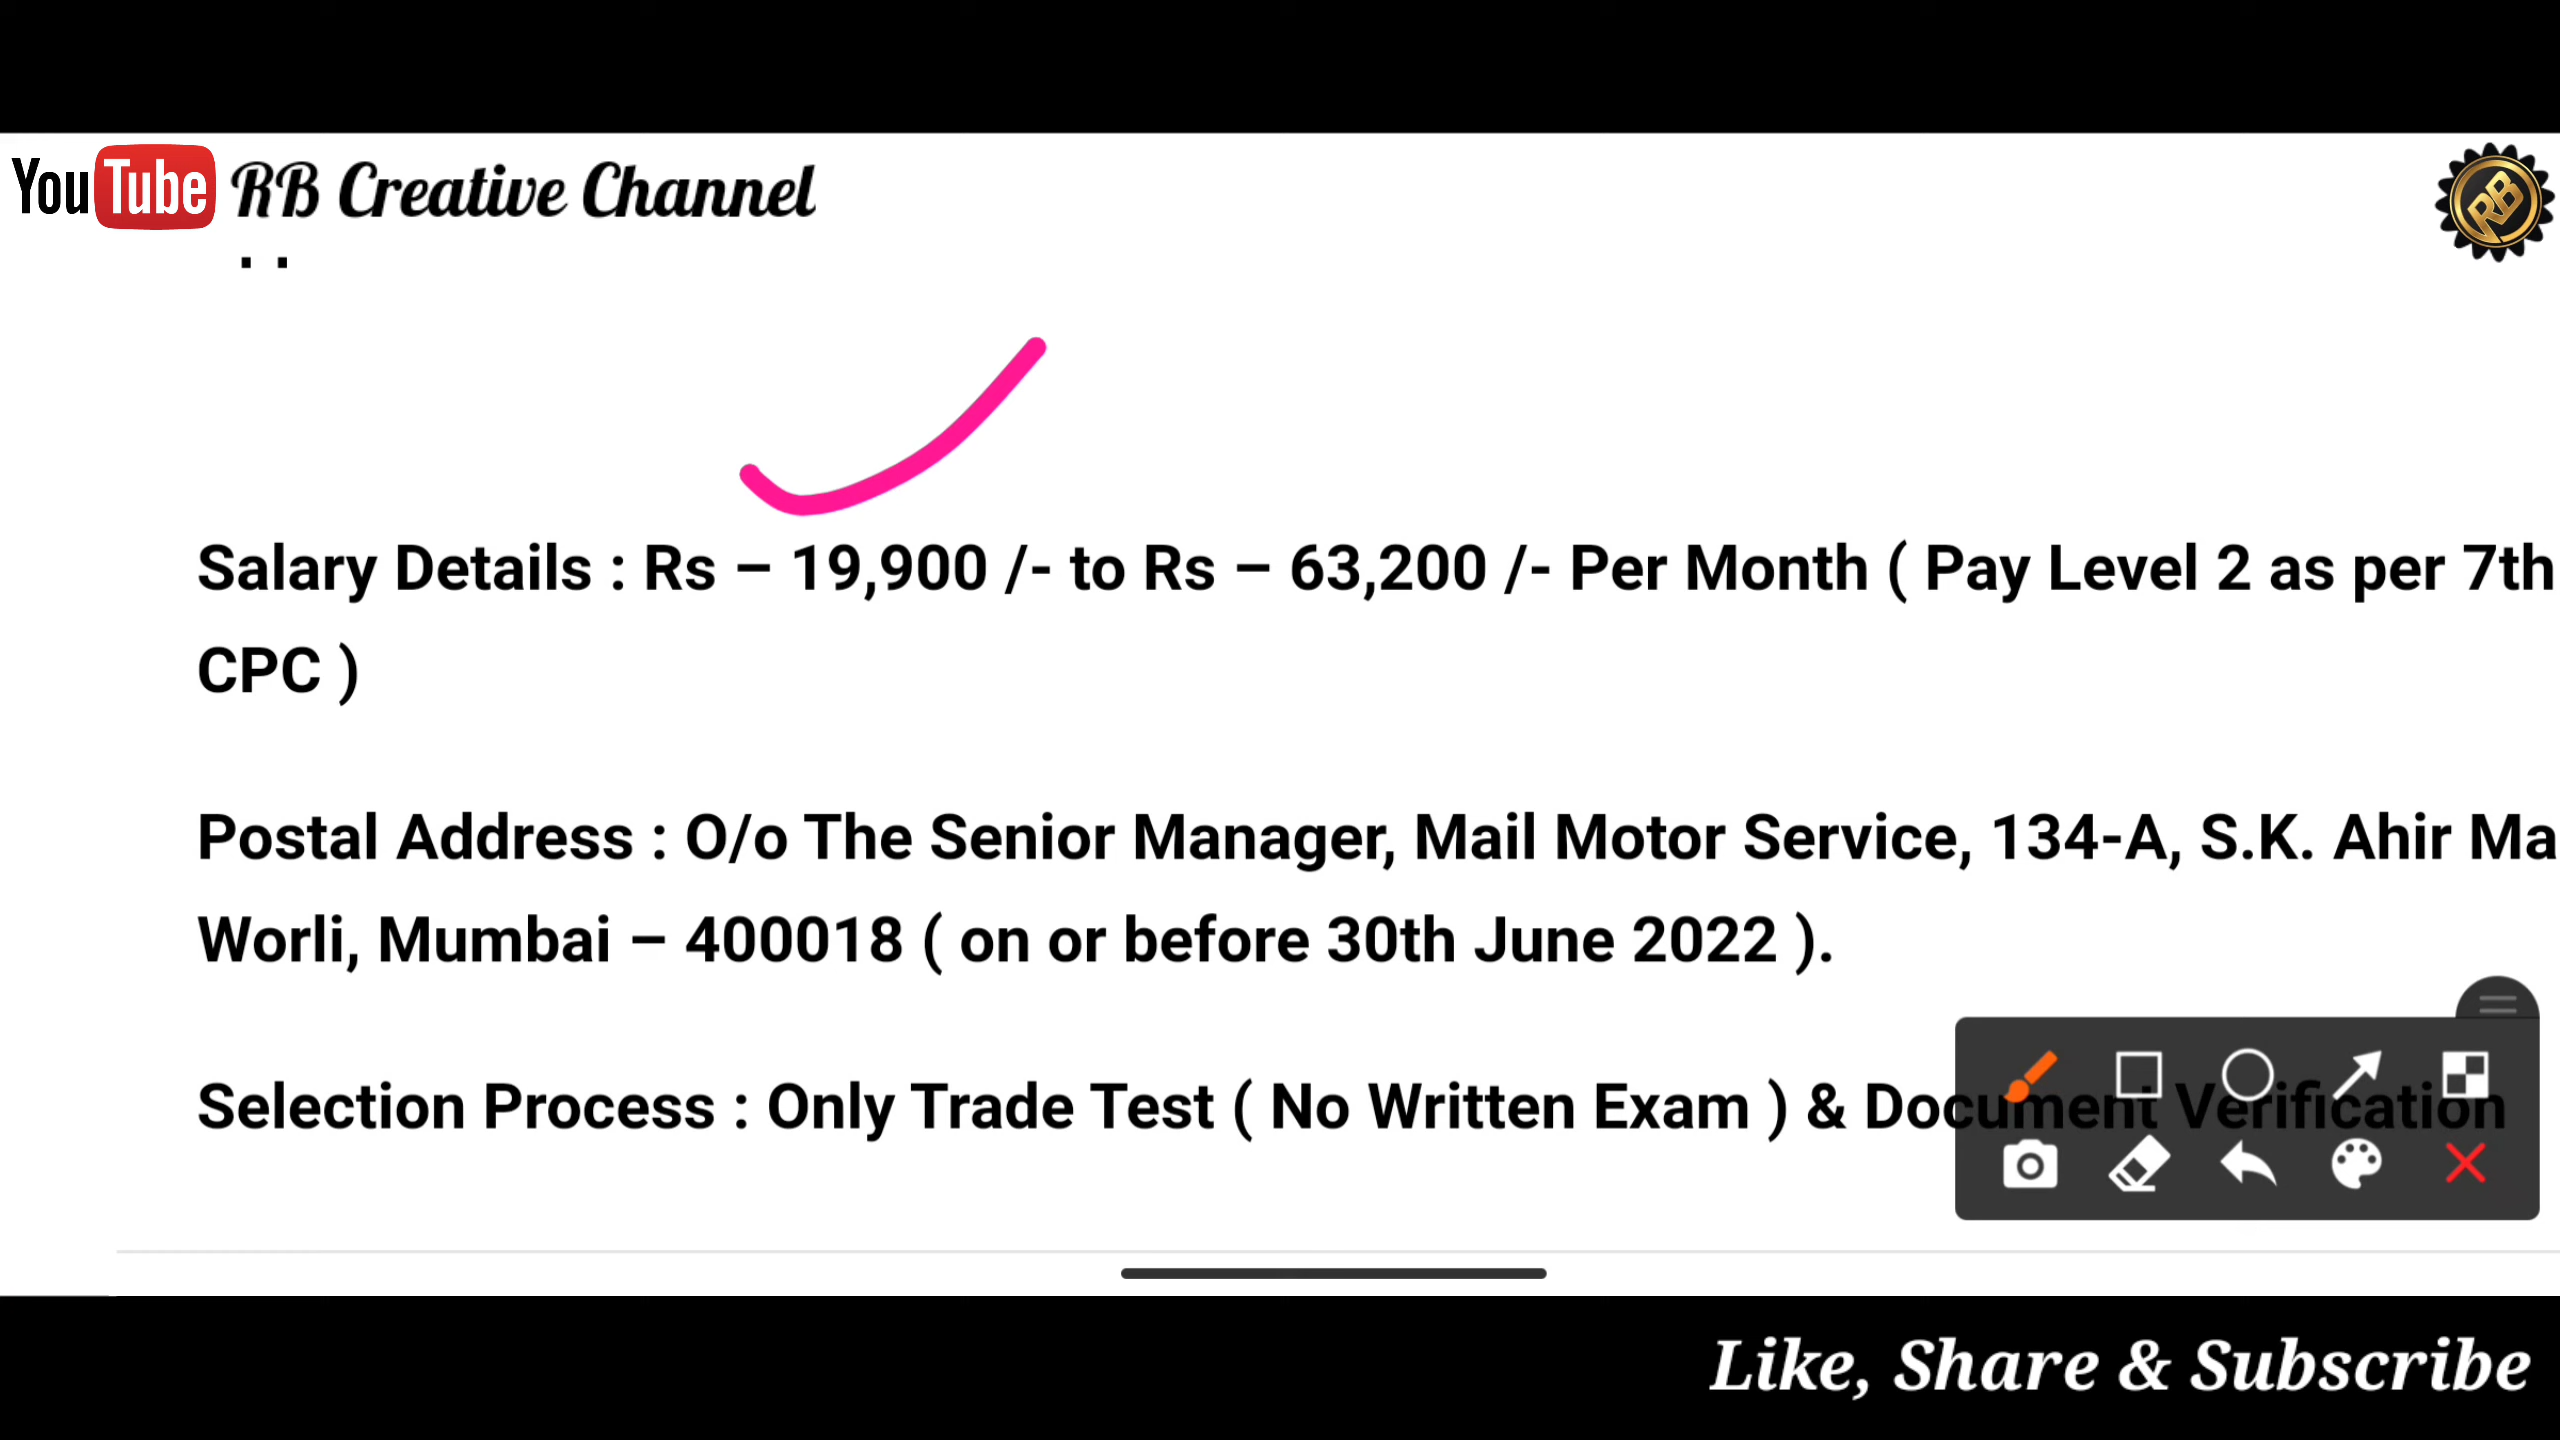 YouTube RB Creative Channel
RB
Salary Details : Rs – 19,900 /- to Rs – 63,200 /- Per Month ( Pay Level 2 as per 7th
CPC )
Postal Address : O/o The Senior Manager, Mail Motor Service, 134-A, S.K. Ahir Ma
Worli, Mumbai – 400018 ( on or before 30th June 2022 ).
Selection Process : Only Trade Test ( No Written Exam ) & Document Verification
Like, Share & Subscribe